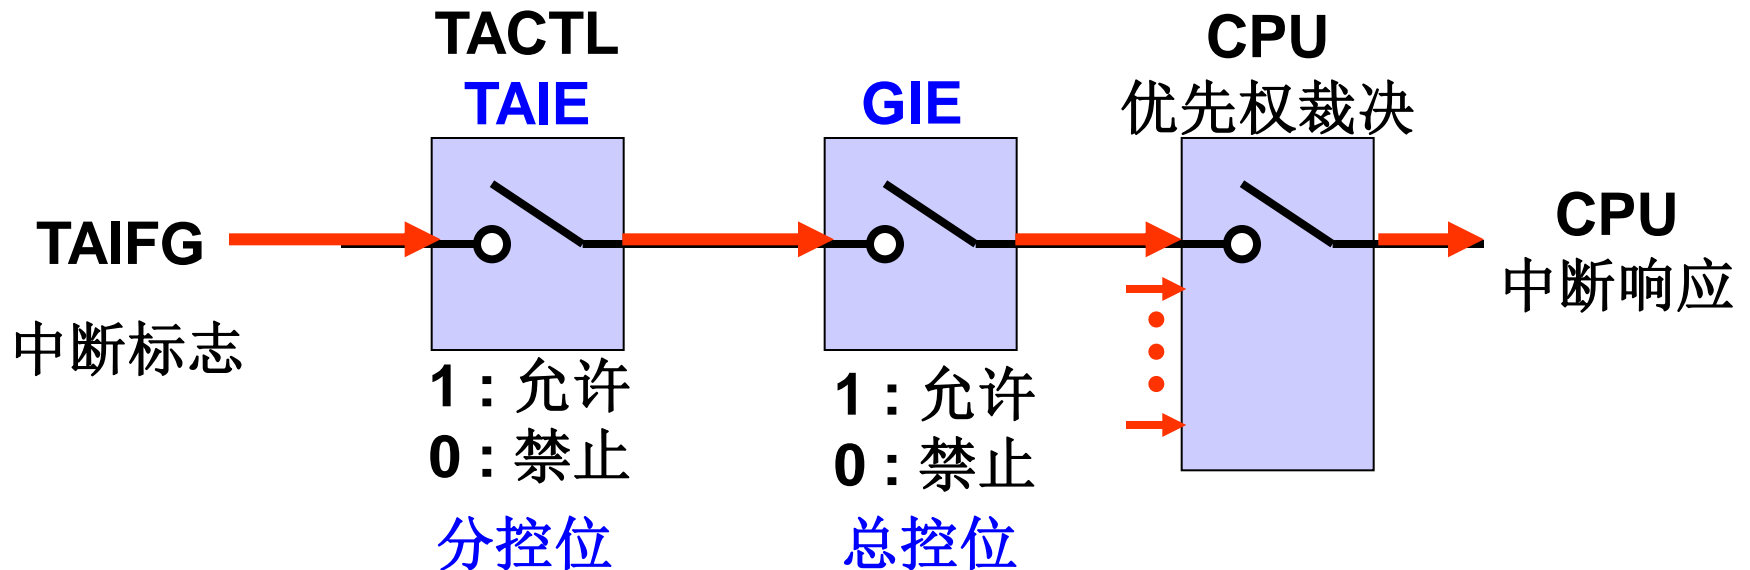 TACTL
TAIE
GIE
CPU
优先权裁决
TAIFG
中断标志
CPU
中断响应
1：允许
0：禁止
分控位
1：允许
0：禁止
总控位